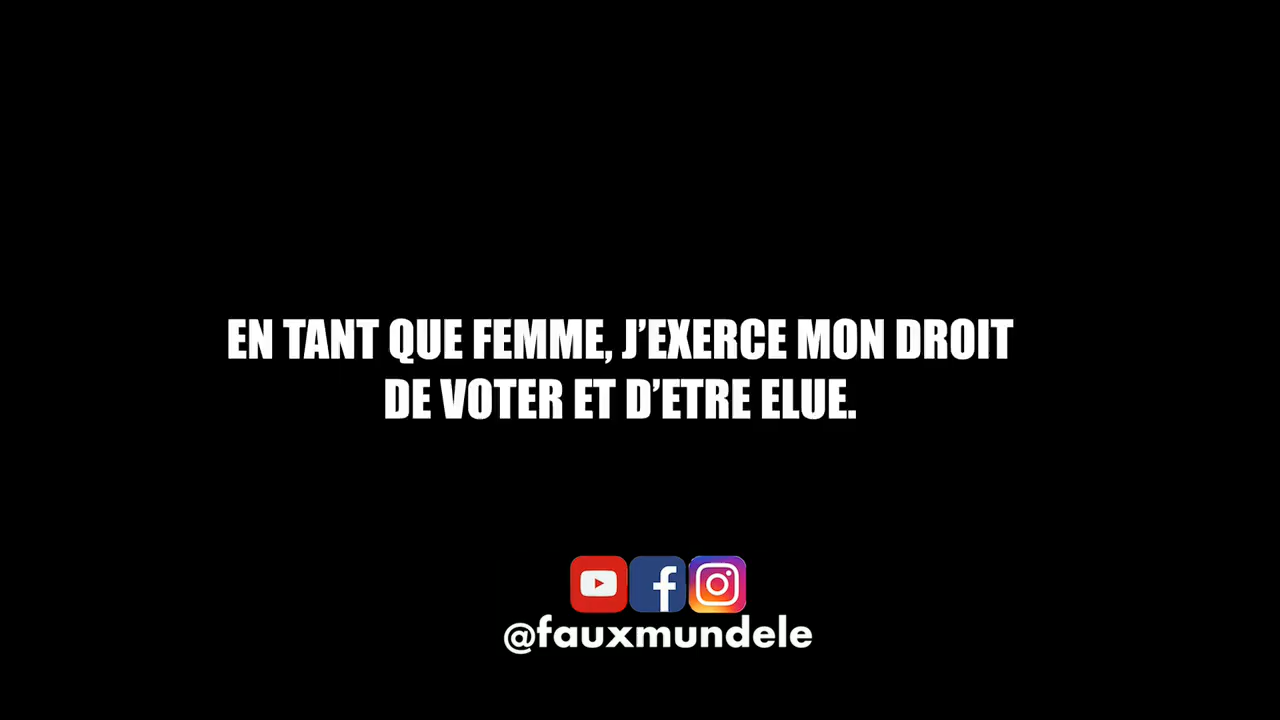 EN TANT QUE FEMME, J’EXERCE MON DROIT
DE VOTER ET D’ETRE ELUE.
@fauxmundele